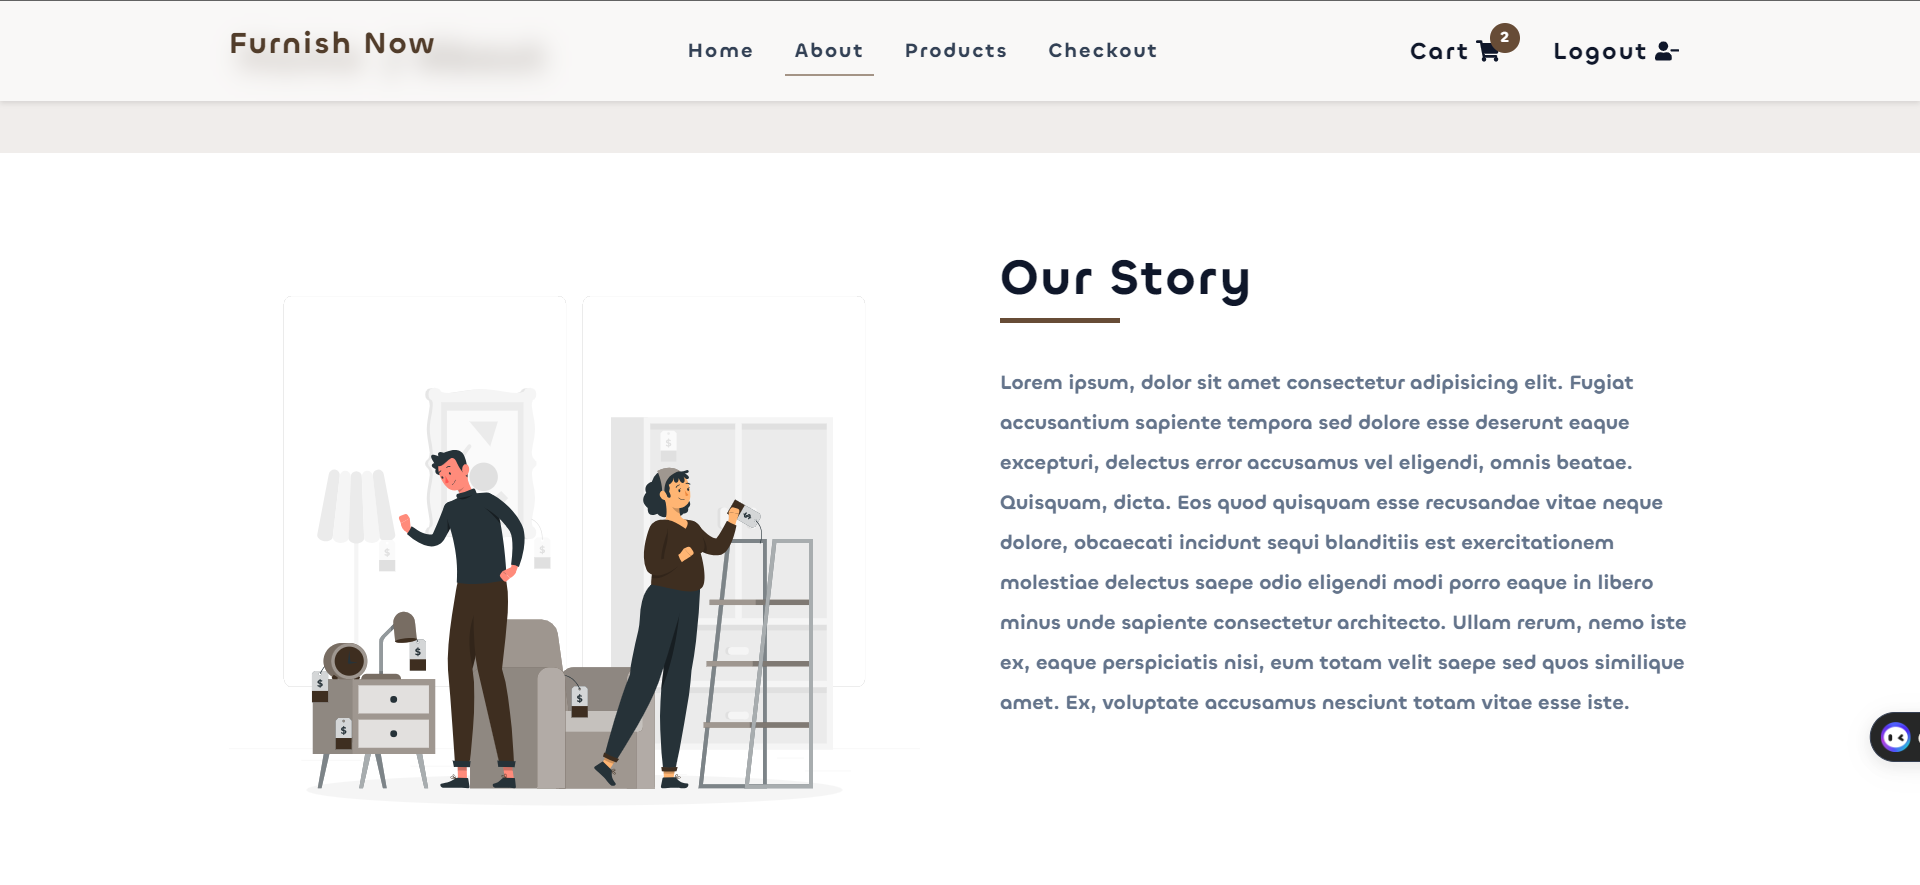 Furnish Now
Home About Products Checkout
Cart 2 Logout
Our Story
Lorem ipsum, dolor sit amet consectetur adipisicing elit. Fugiat
accusantium sapiente tempora sed dolore esse deserunt eaque
excepturi, delectus error accusamus vel eligendi, omnis beatae.
Quisquam, dicta. Eos quod quisquam esse recusandae vitae neque
dolore, obcaecati incidunt sequi blanditiis est exercitationem
molestiae delectus saepe odio eligendi modi porro eaque in libero
minus unde sapiente consectetur architecto. Ullam rerum, nemo iste
ex, eaque perspiciatis nisi, eum totam velit saepe sed quos similique
amet. Ex, voluptate accusamus nesciunt totam vitae esse iste.
$
$
$
$
$
$
$
$